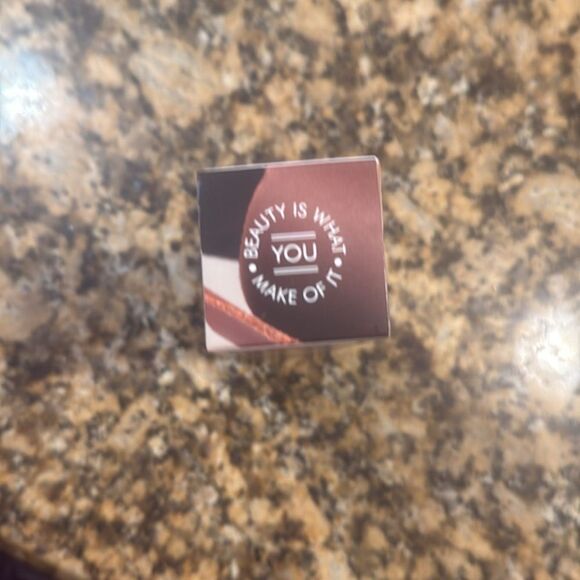 • BEAUTY IS WHAT •
YOU
MAKE OF IT